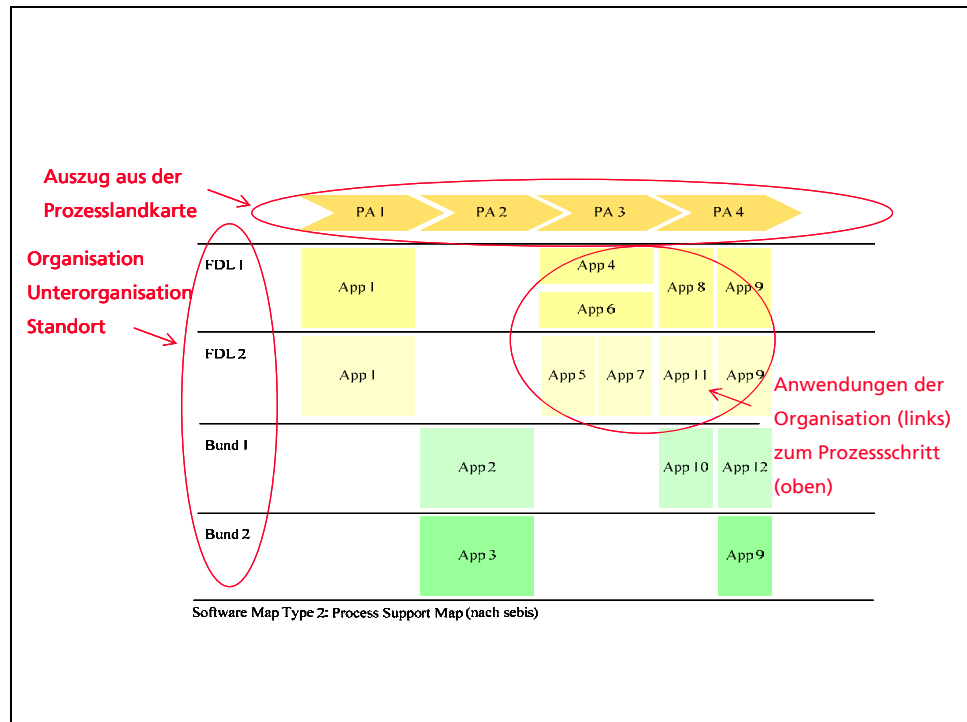 Auszug aus der
Prozesslandkarte
PA 1
PA 2
PA 3
PA 4
Organisation
Unterorganisation
Standort
FDL 1
App 1
App 4
App 6
App 8
App 9
FDL 2
App 1
App 5
App 7
App 11
App 9
Anwendungen der
Organisation (links)
zum Prozessschritt
(oben)
Bund 1
App 2
App 10
App 12
Bund 2
App 3
App 9
Software Map Type 2: Process Support Map (nach sebis)